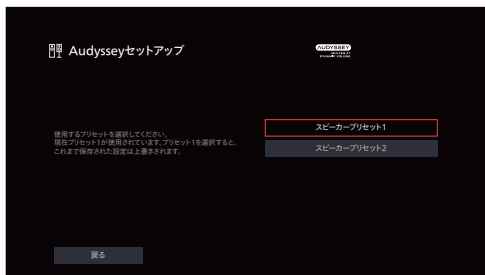 Audysseyセットアップ
AUDYSSEY
MULTEQ XT
DYNAMIC VOLUME
使用するプリセットを選択してください。
現在プリセット1が使用されています。プリセット1を選択すると、
これまで保存された設定は上書きされます。
スピーカープリセット1
スピーカープリセット2
戻る